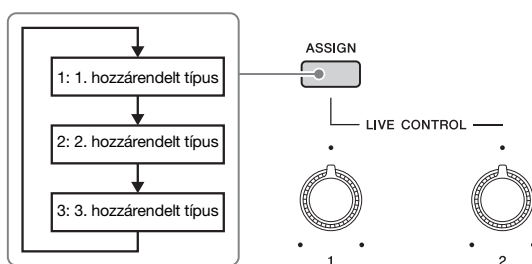 1: 1. hozzárendelt típus
2: 2. hozzárendelt típus
3: 3. hozzárendelt típus
ASSIGN
LIVE CONTROL
1
2